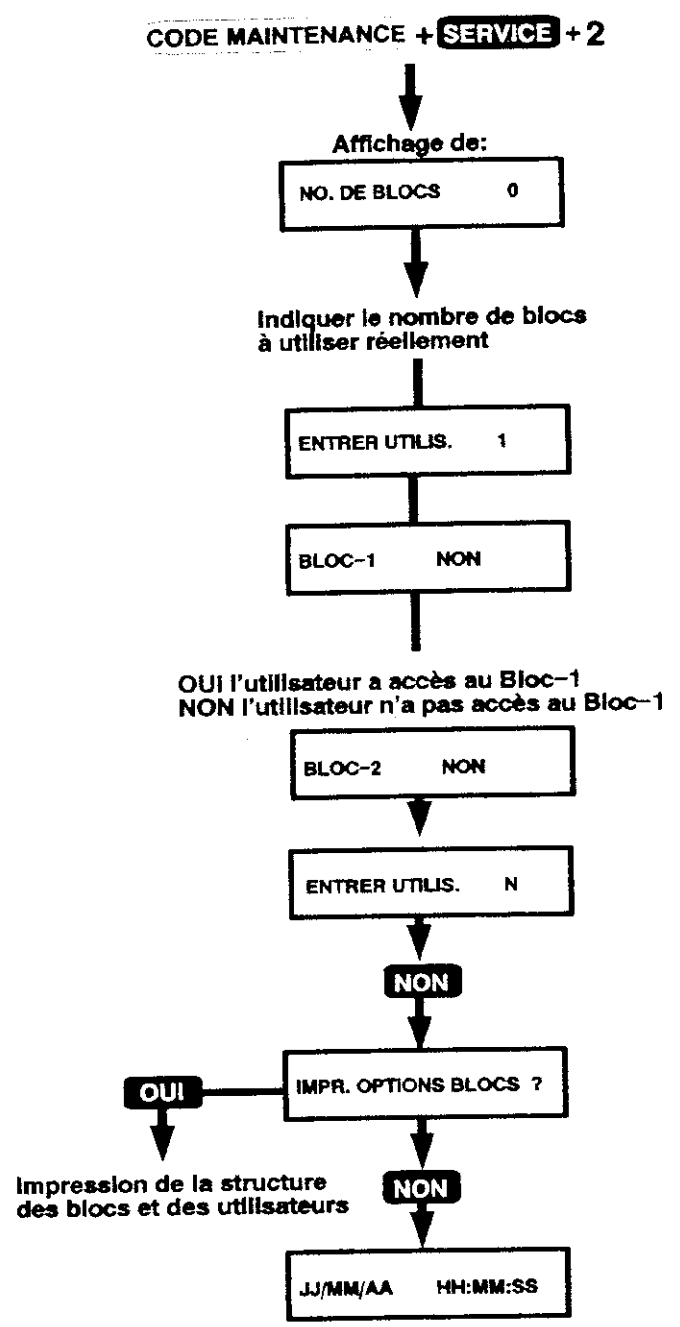 CODE MAINTENANCE + SERVICE + 2
Affichage de:
NO. DE BLOCS 0
Indiquer le nombre de blocs
à utiliser réellement
ENTRER UTILIS. 1
BLOC-1 NON
OUI l'utilisateur a accès au Bloc-1
NON l'utilisateur n'a pas accès au Bloc-1
BLOC-2 NON
ENTRER UTILIS. N
NON
IMPR. OPTIONS BLOCS ?
OUI
Impression de la structure
des blocs et des utilisateurs
NON
JJ/MM/AA HH:MM:SS